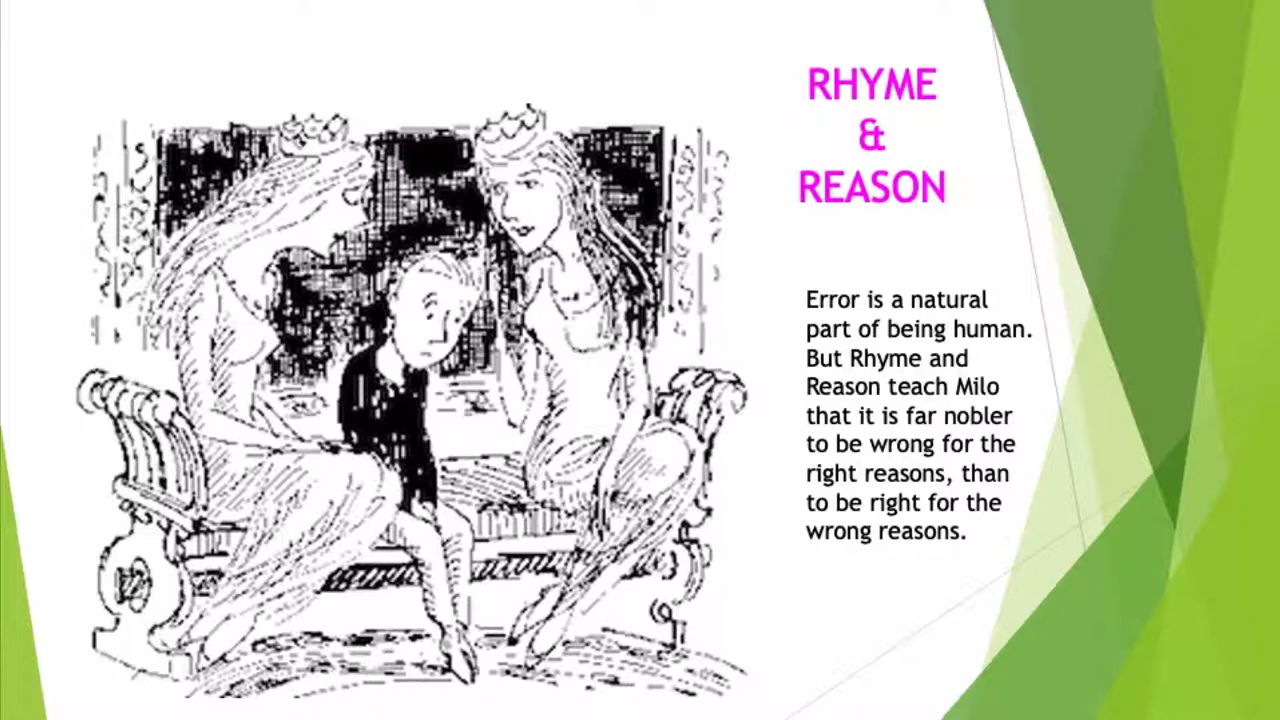 RHYME
&
REASON
Error is a natural
part of being human.
But Rhyme and
Reason teach Milo
that it is far nobler
to be wrong for the
right reasons, than
to be right for the
wrong reasons.